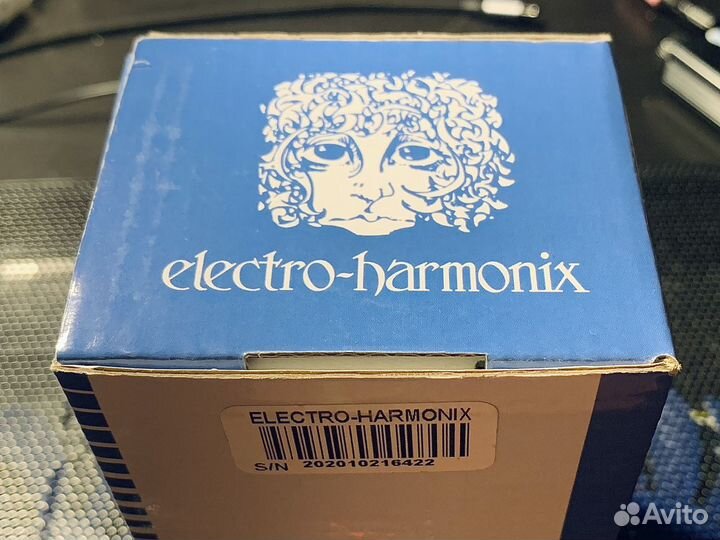 electro-harmonix
ELECTRO-HARMONIX
S/N 202010216422
Avito